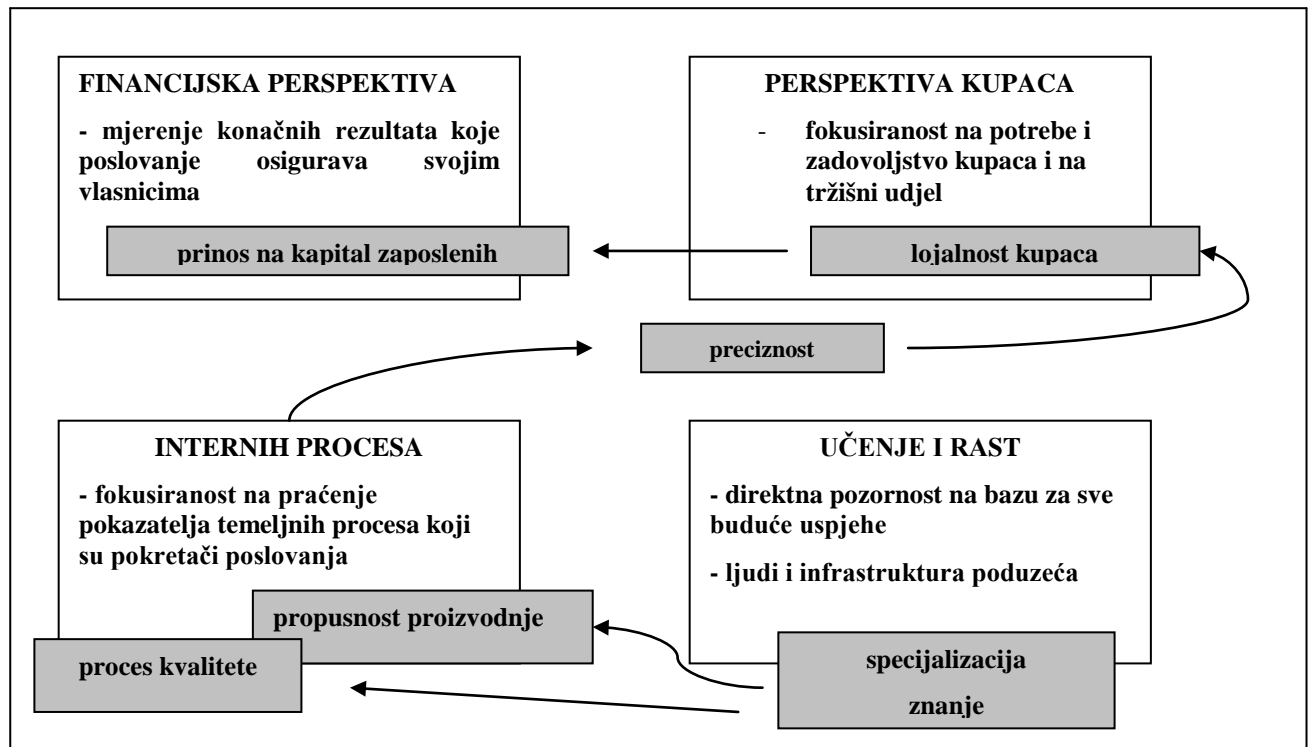 FINANCIJSKA PERSPEKTIVA
- mjerenje konačnih rezultata koje
poslovanje osigurava svojim
vlasnicima
prinos na kapital zaposlenih
PERSPEKTIVA KUPACA
- fokusiranost na potrebe i
zadovoljstvo kupaca i na
tržišni udjel
lojalnost kupaca
preciznost
INTERNIH PROCESA
- fokusiranost na praćenje
pokazatelja temeljnih procesa koji
su pokretači poslovanja
propusnost proizvodnje
proces kvalitete
UČENJE I RAST
- direktna pozornost na bazu za sve
buduće uspjehe
- ljudi i infrastruktura poduzeća
specijalizacija
znanje